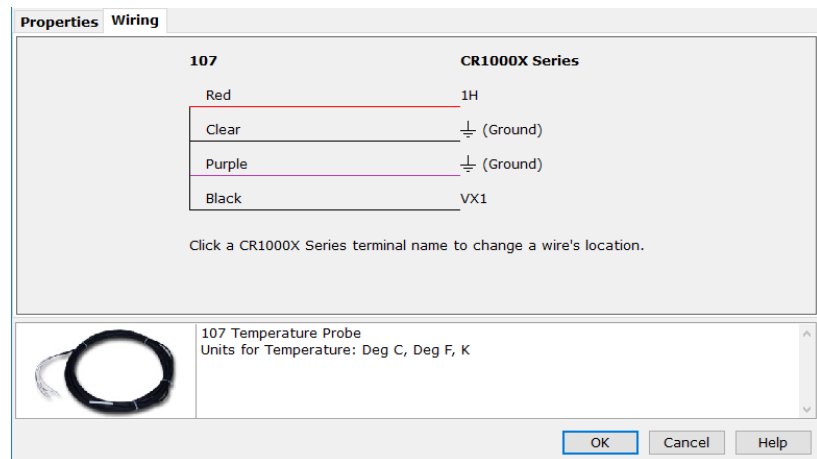 Properties Wiring
107 CR1000X Series
Red 1H
Clear ⏚ (Ground)
Purple ⏚ (Ground)
Black VX1
Click a CR1000X Series terminal name to change a wire's location.
107 Temperature Probe
Units for Temperature: Deg C, Deg F, K
OK Cancel Help